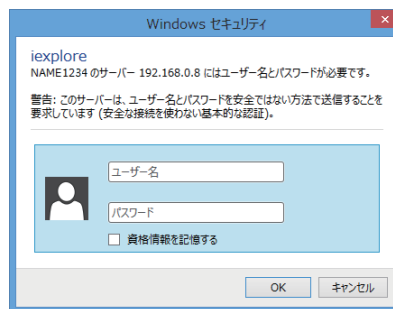 Windows セキュリティ
iexplore
NAME1234 のサーバー 192.168.0.8 にはユーザー名とパスワードが必要です。
警告: このサーバーは、ユーザー名とパスワードを安全ではない方法で送信することを
要求しています (安全な接続を使わない基本的な認証)。
ユーザー名
パスワード
資格情報を記憶する
OK
キャンセル